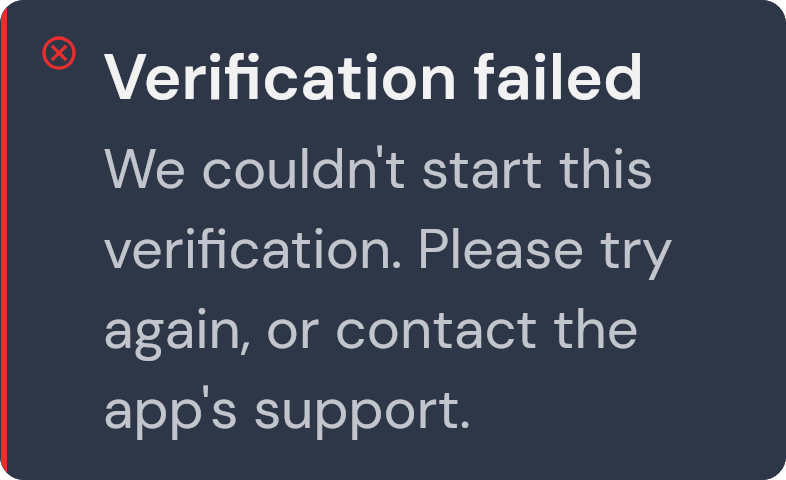 Verification failed
We couldn't start this
verification. Please try
again, or contact the
app's support.